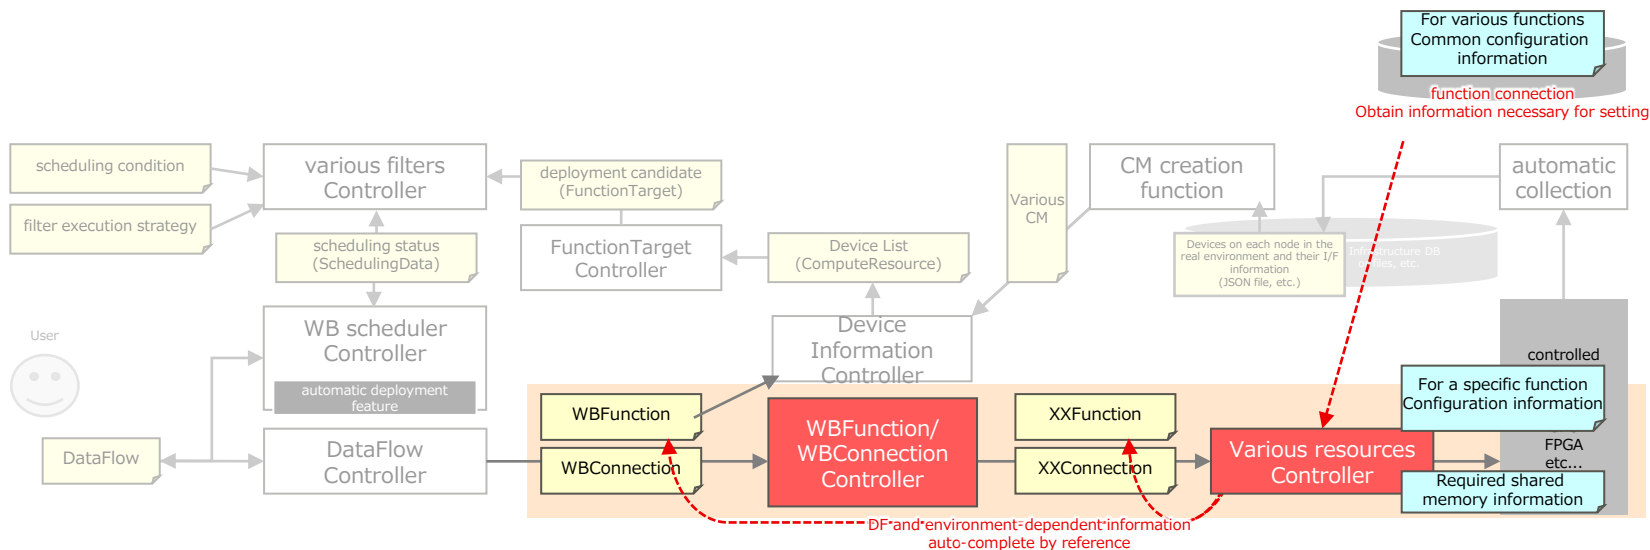 For various functions
Common configuration
information
function connection
Obtain information necessary for setting
scheduling condition
filter execution strategy
various filters
Controller
deployment candidate
(FunctionTarget)
scheduling status
(SchedulingData)
FunctionTarget
Controller
Device List
(ComputeResource)
Various
CM
CM creation
function
Devices on each node in the
real environment and their I/F
information
(JSON file, etc.)
Infrastructure DB
files, etc.
automatic
collection
User
WB scheduler
Controller
automatic deployment
feature
Device
Information
Controller
DataFlow
DataFlow
Controller
WBFunction
WBConnection
WBFunction/
WBConnection
Controller
XXFunction
XXConnection
Various resources
Controller
controlled
For a specific function
Configuration information
FPGA
etc...
Required shared
memory information
DF and environment-dependent information
auto-complete by reference